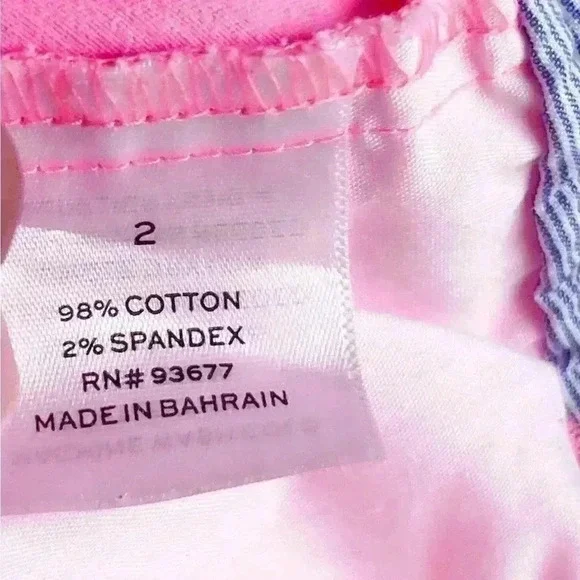 2
98% COTTON
2% SPANDEX
RN# 93677
MADE IN BAHRAIN